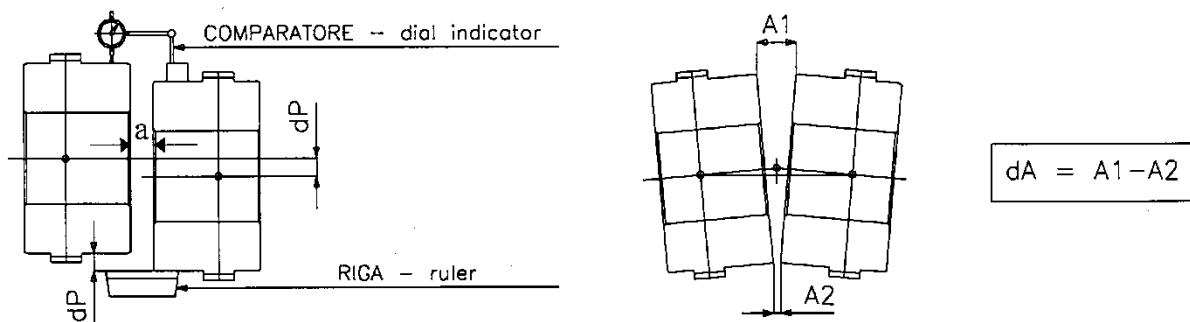 COMPARATORE – dial indicator
a
dP
RIGA – ruler
dP
A1
A2
dA = A1-A2